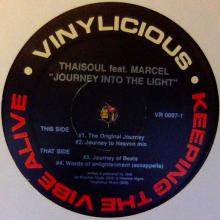 VINYLICIOUS
KEEPING THE VIBE ALIVE
THAISOUL feat. MARCEL
"JOURNEY INTO THE LIGHT"
VR 0007-1
THIS SIDE
#1. The Original Journey
#2. Journey to Heaven mix
THAT SIDE
#3. Journey of Beats
#4. Words of enlightenment (accappella)